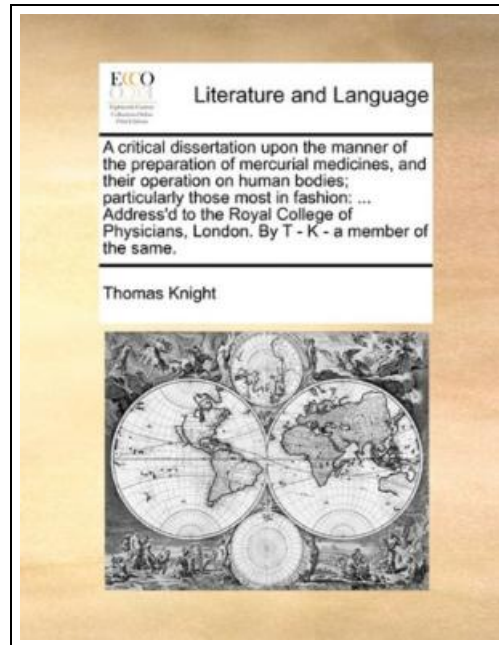 ECCO
Literature and Language
A critical dissertation upon the manner of
the preparation of mercurial medicines, and
their operation on human bodies;
particularly those most in fashion: ...
Address'd to the Royal College of
Physicians, London. By T - K - a member of
the same.
Thomas Knight